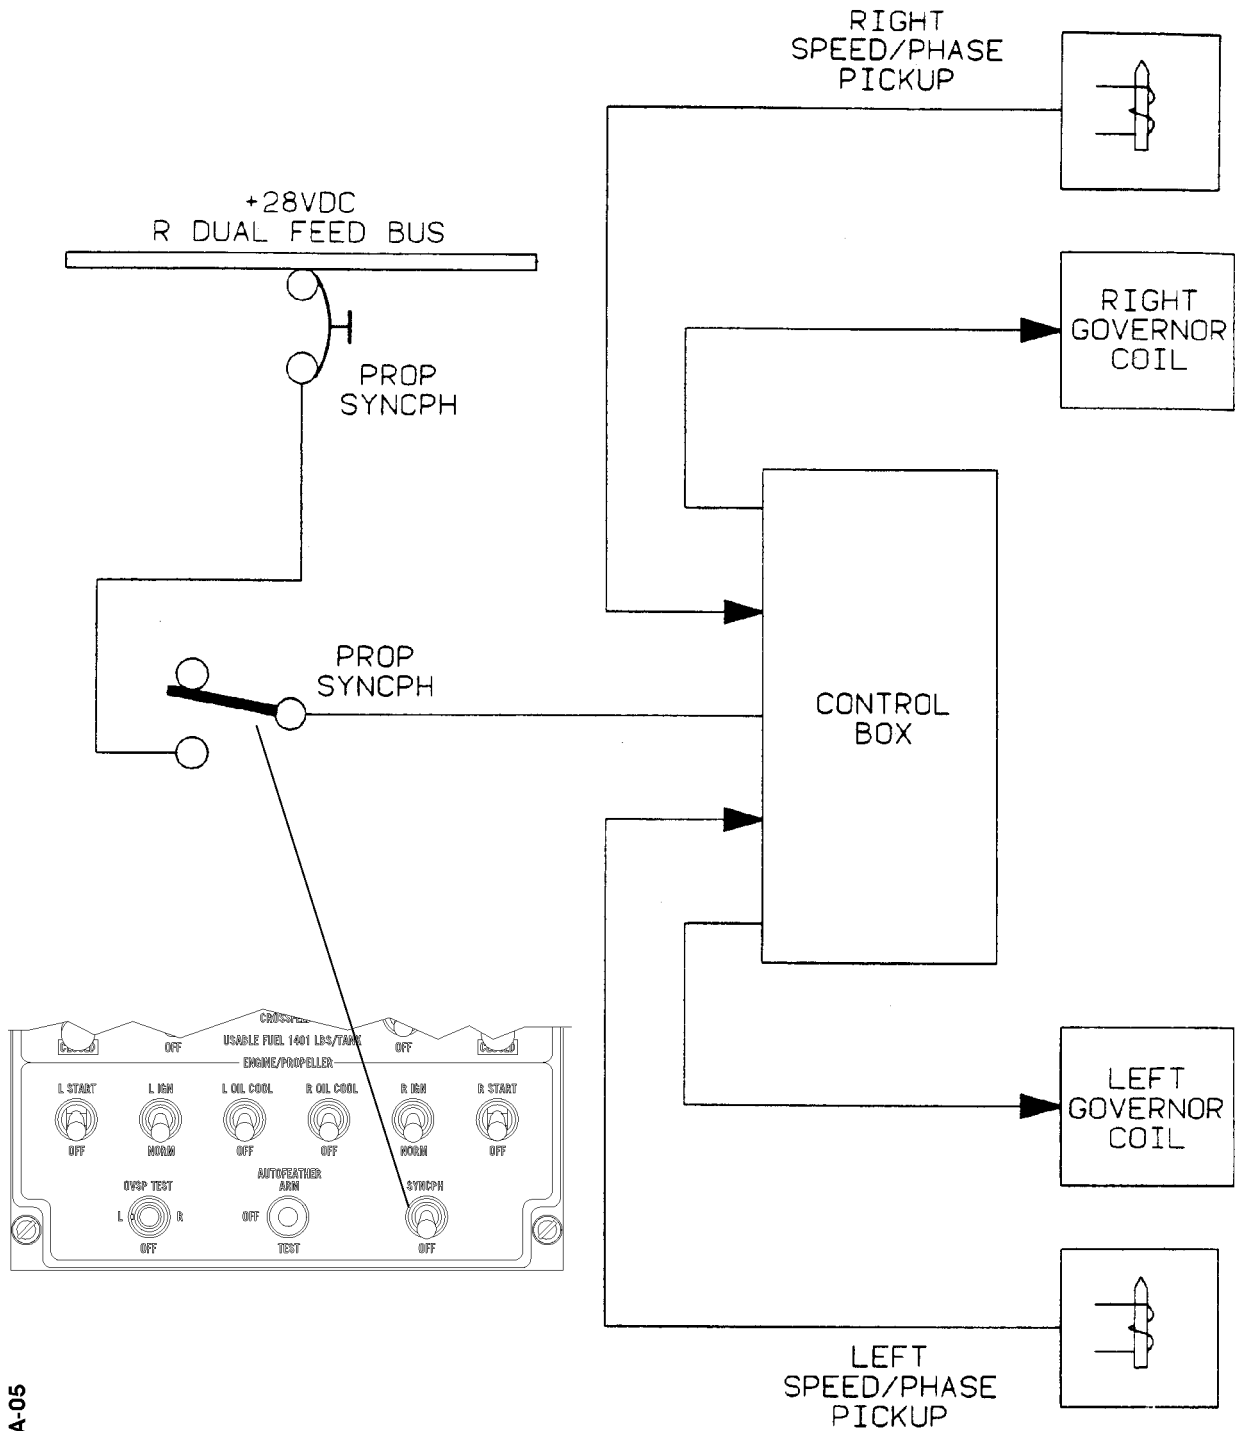 RIGHT
SPEED/PHASE
PICKUP
+28VDC
R DUAL FEED BUS
PROP
SYNCPH
RIGHT
GOVERNOR
COIL
PROP
SYNCPH
CONTROL
BOX
OFF
USABLE FUEL 1401 LBS/TANK
OFF
ENGINE/PROPELLER
L START
L IGN
L OIL COOL
R OIL COOL
R IGN
R START
OFF
NORM
OFF
OFF
NORM
OFF
OVSP TEST
AUTOFEATHER
ARM
SYNCPH
L
R
OFF
OFF
TEST
OFF
LEFT
GOVERNOR
COIL
LEFT
SPEED/PHASE
PICKUP
A-05